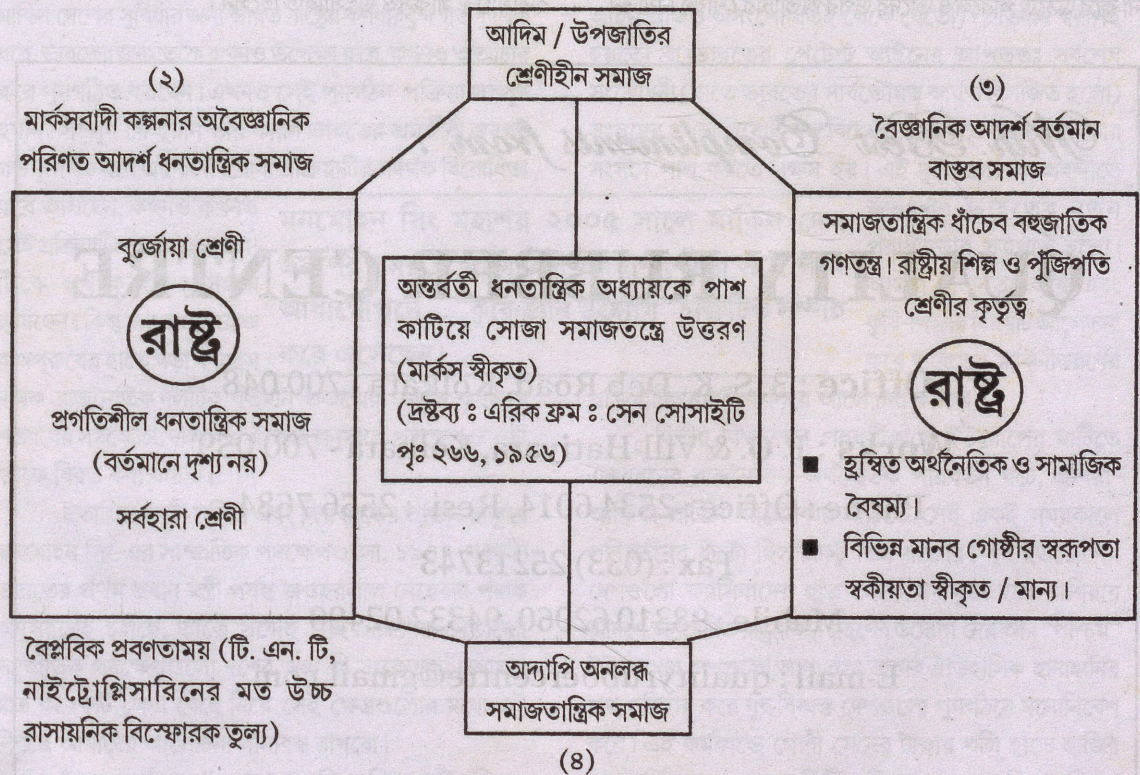 আদিম / উপজাতির
শ্রেণীহীন সমাজ
(২)
মার্কসবাদী কল্পনার অবৈজ্ঞানিক
পরিণত আদর্শ ধনতান্ত্রিক সমাজ
বুর্জোয়া শ্রেণী
রাষ্ট্র
প্রগতিশীল ধনতান্ত্রিক সমাজ
(বর্তমানে দৃশ্য নয়)
সর্বহারা শ্রেণী
বৈপ্লবিক প্রবণতাময় (টি. এন. টি,
নাইট্রোগ্লিসারিনের মত উচ্চ
রাসায়নিক বিস্ফোরক তুল্য)
অন্তর্বর্তী ধনতান্ত্রিক অধ্যায়কে পাশ
কাটিয়ে সোজা সমাজতন্ত্রে উত্তরণ
(মার্কস স্বীকৃত)
(দ্রষ্টব্য ঃ এরিক ফ্রম ঃ সেন সোসাইটি
পৃঃ ২৬৬, ১৯৫৬)
(৩)
বৈজ্ঞানিক আদর্শ বর্তমান
বাস্তব সমাজ
সমাজতান্ত্রিক ধাঁচেব বহুজাতিক
গণতন্ত্র। রাষ্ট্রীয় শিল্প ও পুঁজিপতি
শ্রেণীর কৃর্তৃত্ব
রাষ্ট্র
■ হ্রম্বিত অর্থনৈতিক ও সামাজিক
বৈষম্য।
■ বিভিন্ন মানব গোষ্ঠীর স্বরূপতা
স্বকীয়তা স্বীকৃত / মান্য।
অদ্যাপি অনলব্ধ
সমাজতান্ত্রিক সমাজ
(৪)